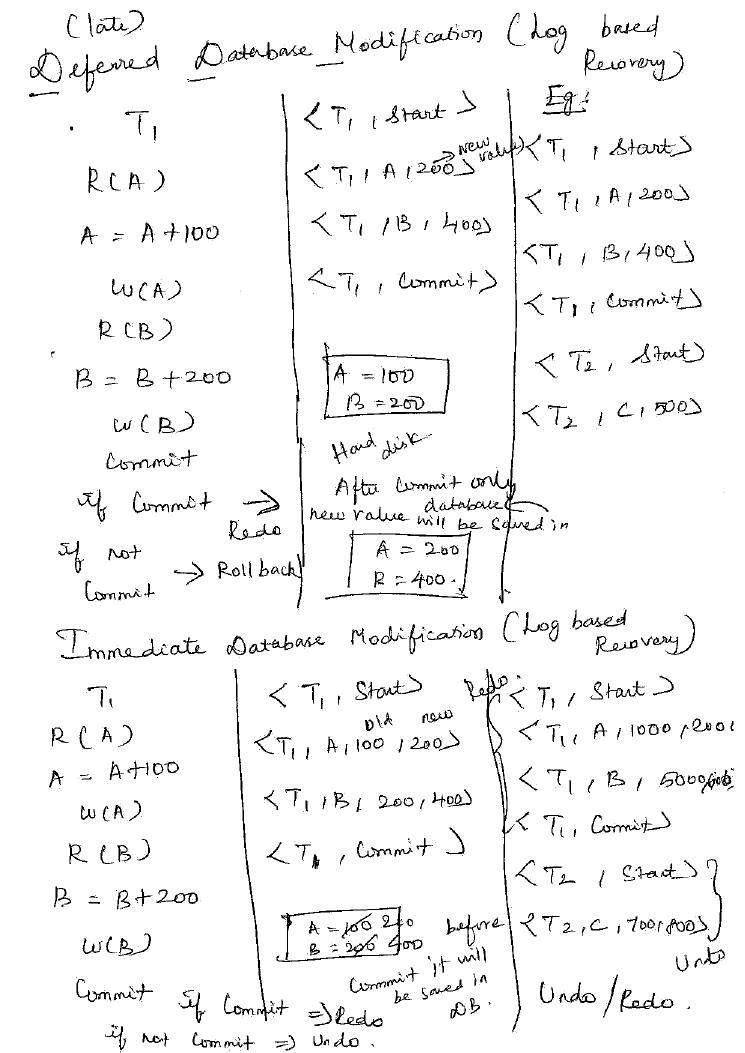 (late)
Deferred Database Modification (Log based
Recovery)
T1
R(A)
A = A+100
W(A)
R(B)
B = B+200
W(B)
Commit
if Commit → Redo
if not Commit → Roll back
<T1, Start>
<T1, A, 200> → new value
<T1, B, 400>
<T1, Commit>
A = 100
B = 200
Hard disk
After Commit only
new value will be saved in database
A = 200
B = 400.
Eg:
<T1, Start>
<T1, A, 200>
<T1, B, 400>
<T1, Commit>
<T2, Start>
<T2, C, 500>
Immediate Database Modification (Log based
Recovery)
T1
R(A)
A = A+100
W(A)
R(B)
B = B+200
W(B)
Commit
if Commit => Redo
if not Commit => Undo.
<T1, Start>
old new
<T1, A, 100, 200>
<T1, B, 200, 400>
<T1, Commit>
A = 100 200
B = 200 400
before
Commit it will
be saved in
DB.
Redo.
<T1, Start>
<T1, A, 1000, 2000
<T1, B, 5000
<T1, Commit>
<T2, Start>
<T2, C, 700, 800>
Undo
Undo/Redo.